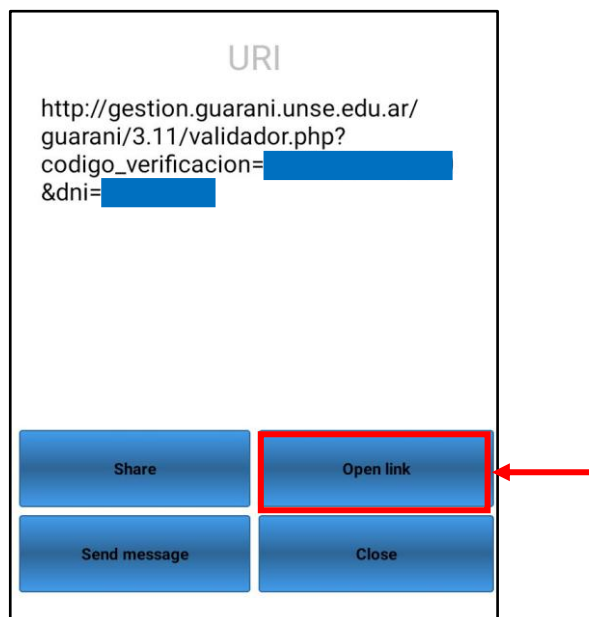 URI
http://gestion.guarani.unse.edu.ar/
guarani/3.11/validador.php?
codigo_verificacion=
&dni=
Share
Open link
Send message
Close